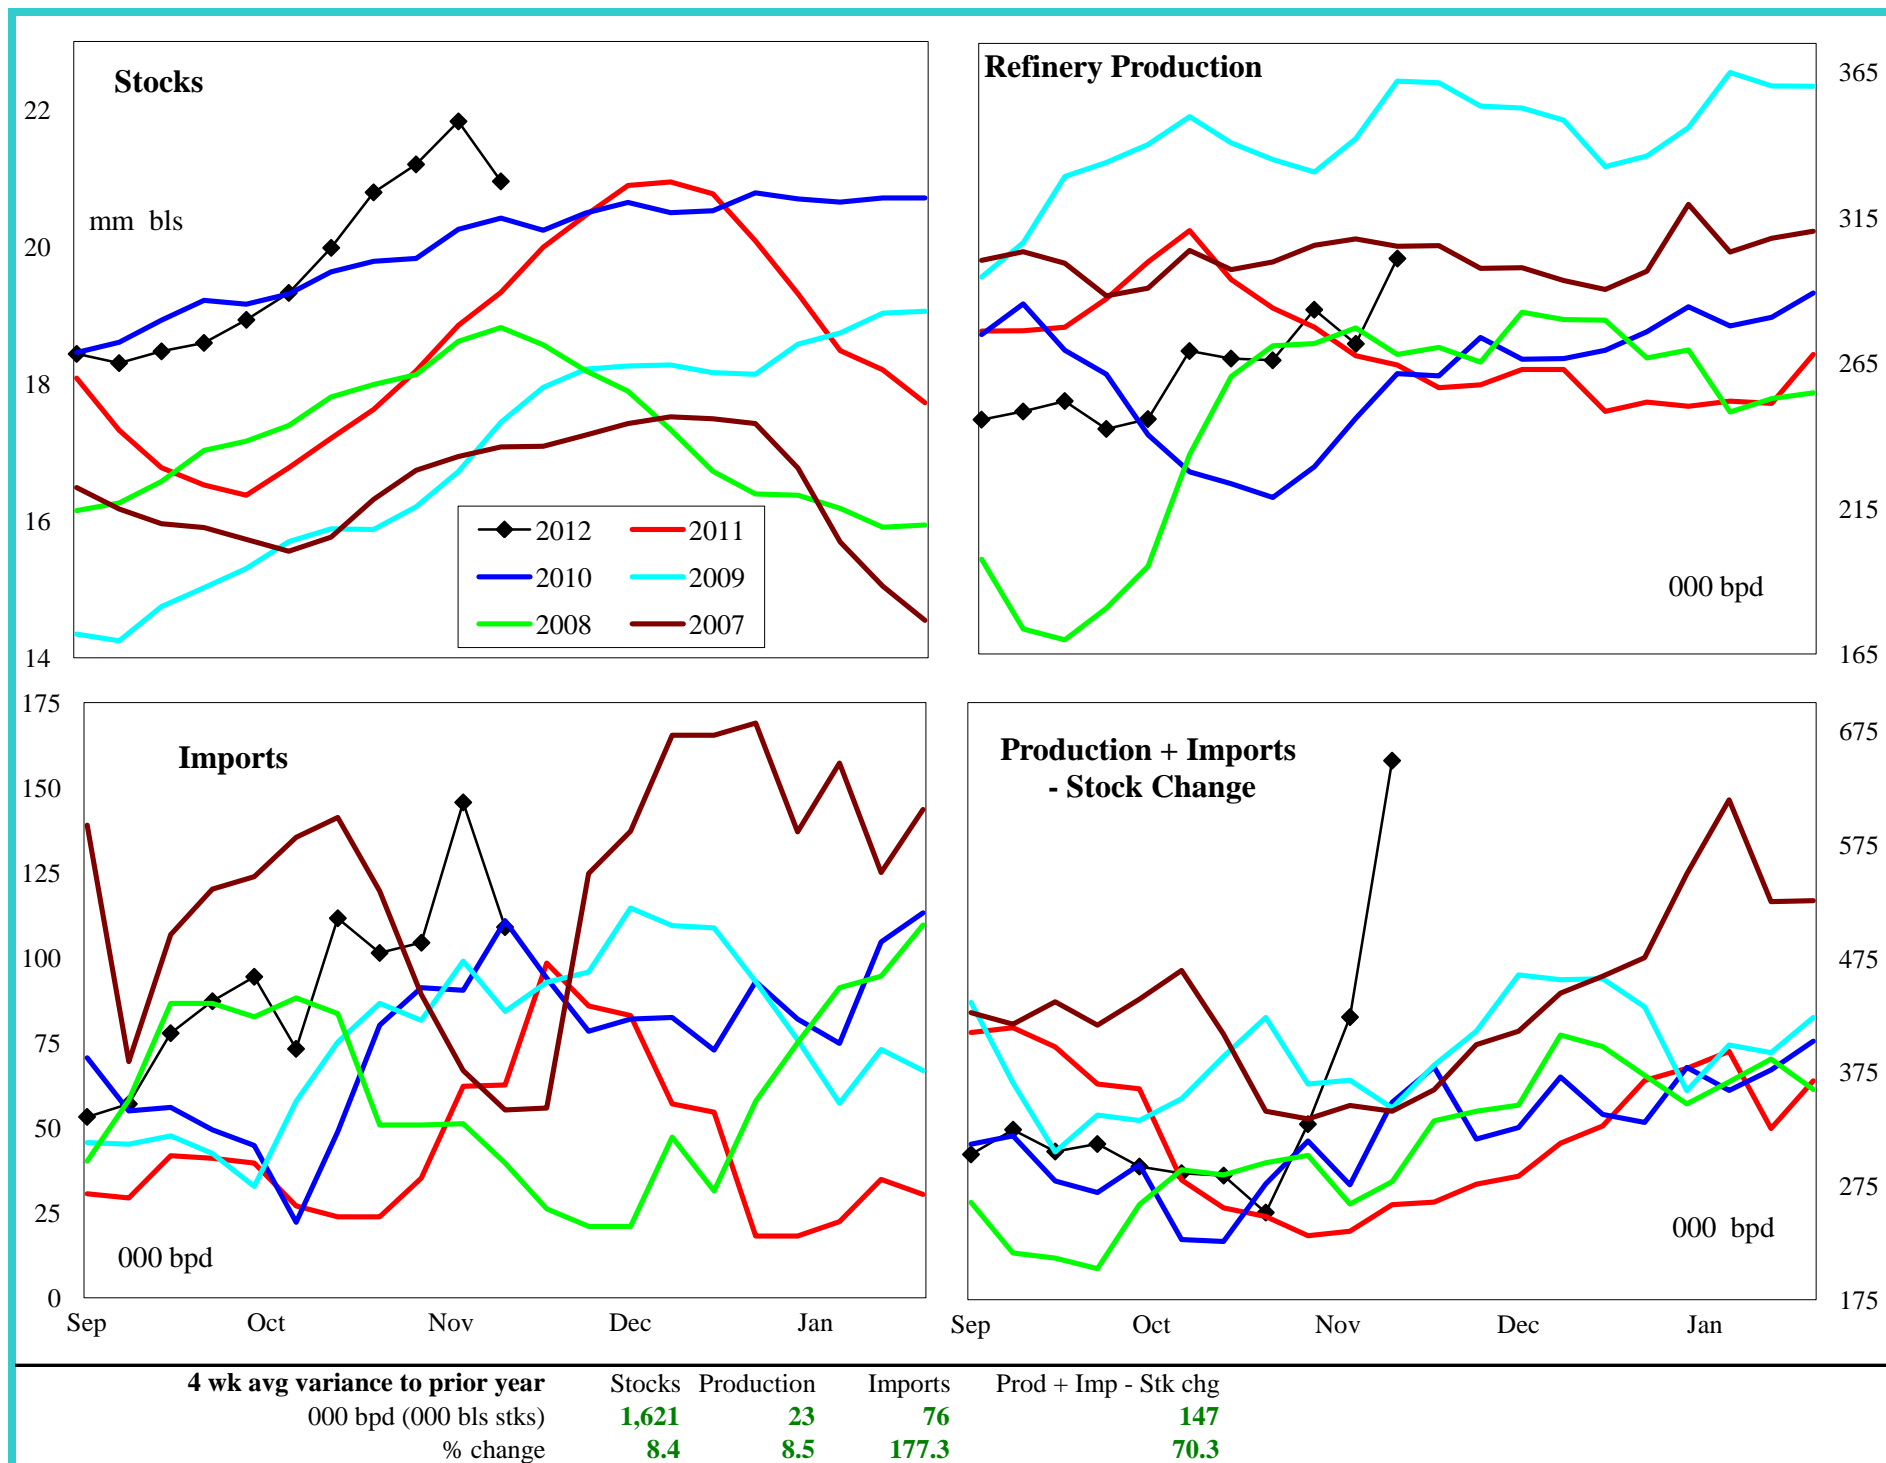 Stocks
22
mm bls
20
18
16
14
2012
2011
2010
2009
2008
2007
Refinery Production
365
315
265
215
000 bpd
165
Imports
175
150
125
100
75
50
25
000 bpd
0
Sep Oct Nov Dec Jan
Production + Imports
- Stock Change
675
575
475
375
275
000 bpd
175
Sep Oct Nov Dec Jan
4 wk avg variance to prior year Stocks Production Imports Prod + Imp - Stk chg
000 bpd (000 bls stks) 1,621 23 76 147
% change 8.4 8.5 177.3 70.3